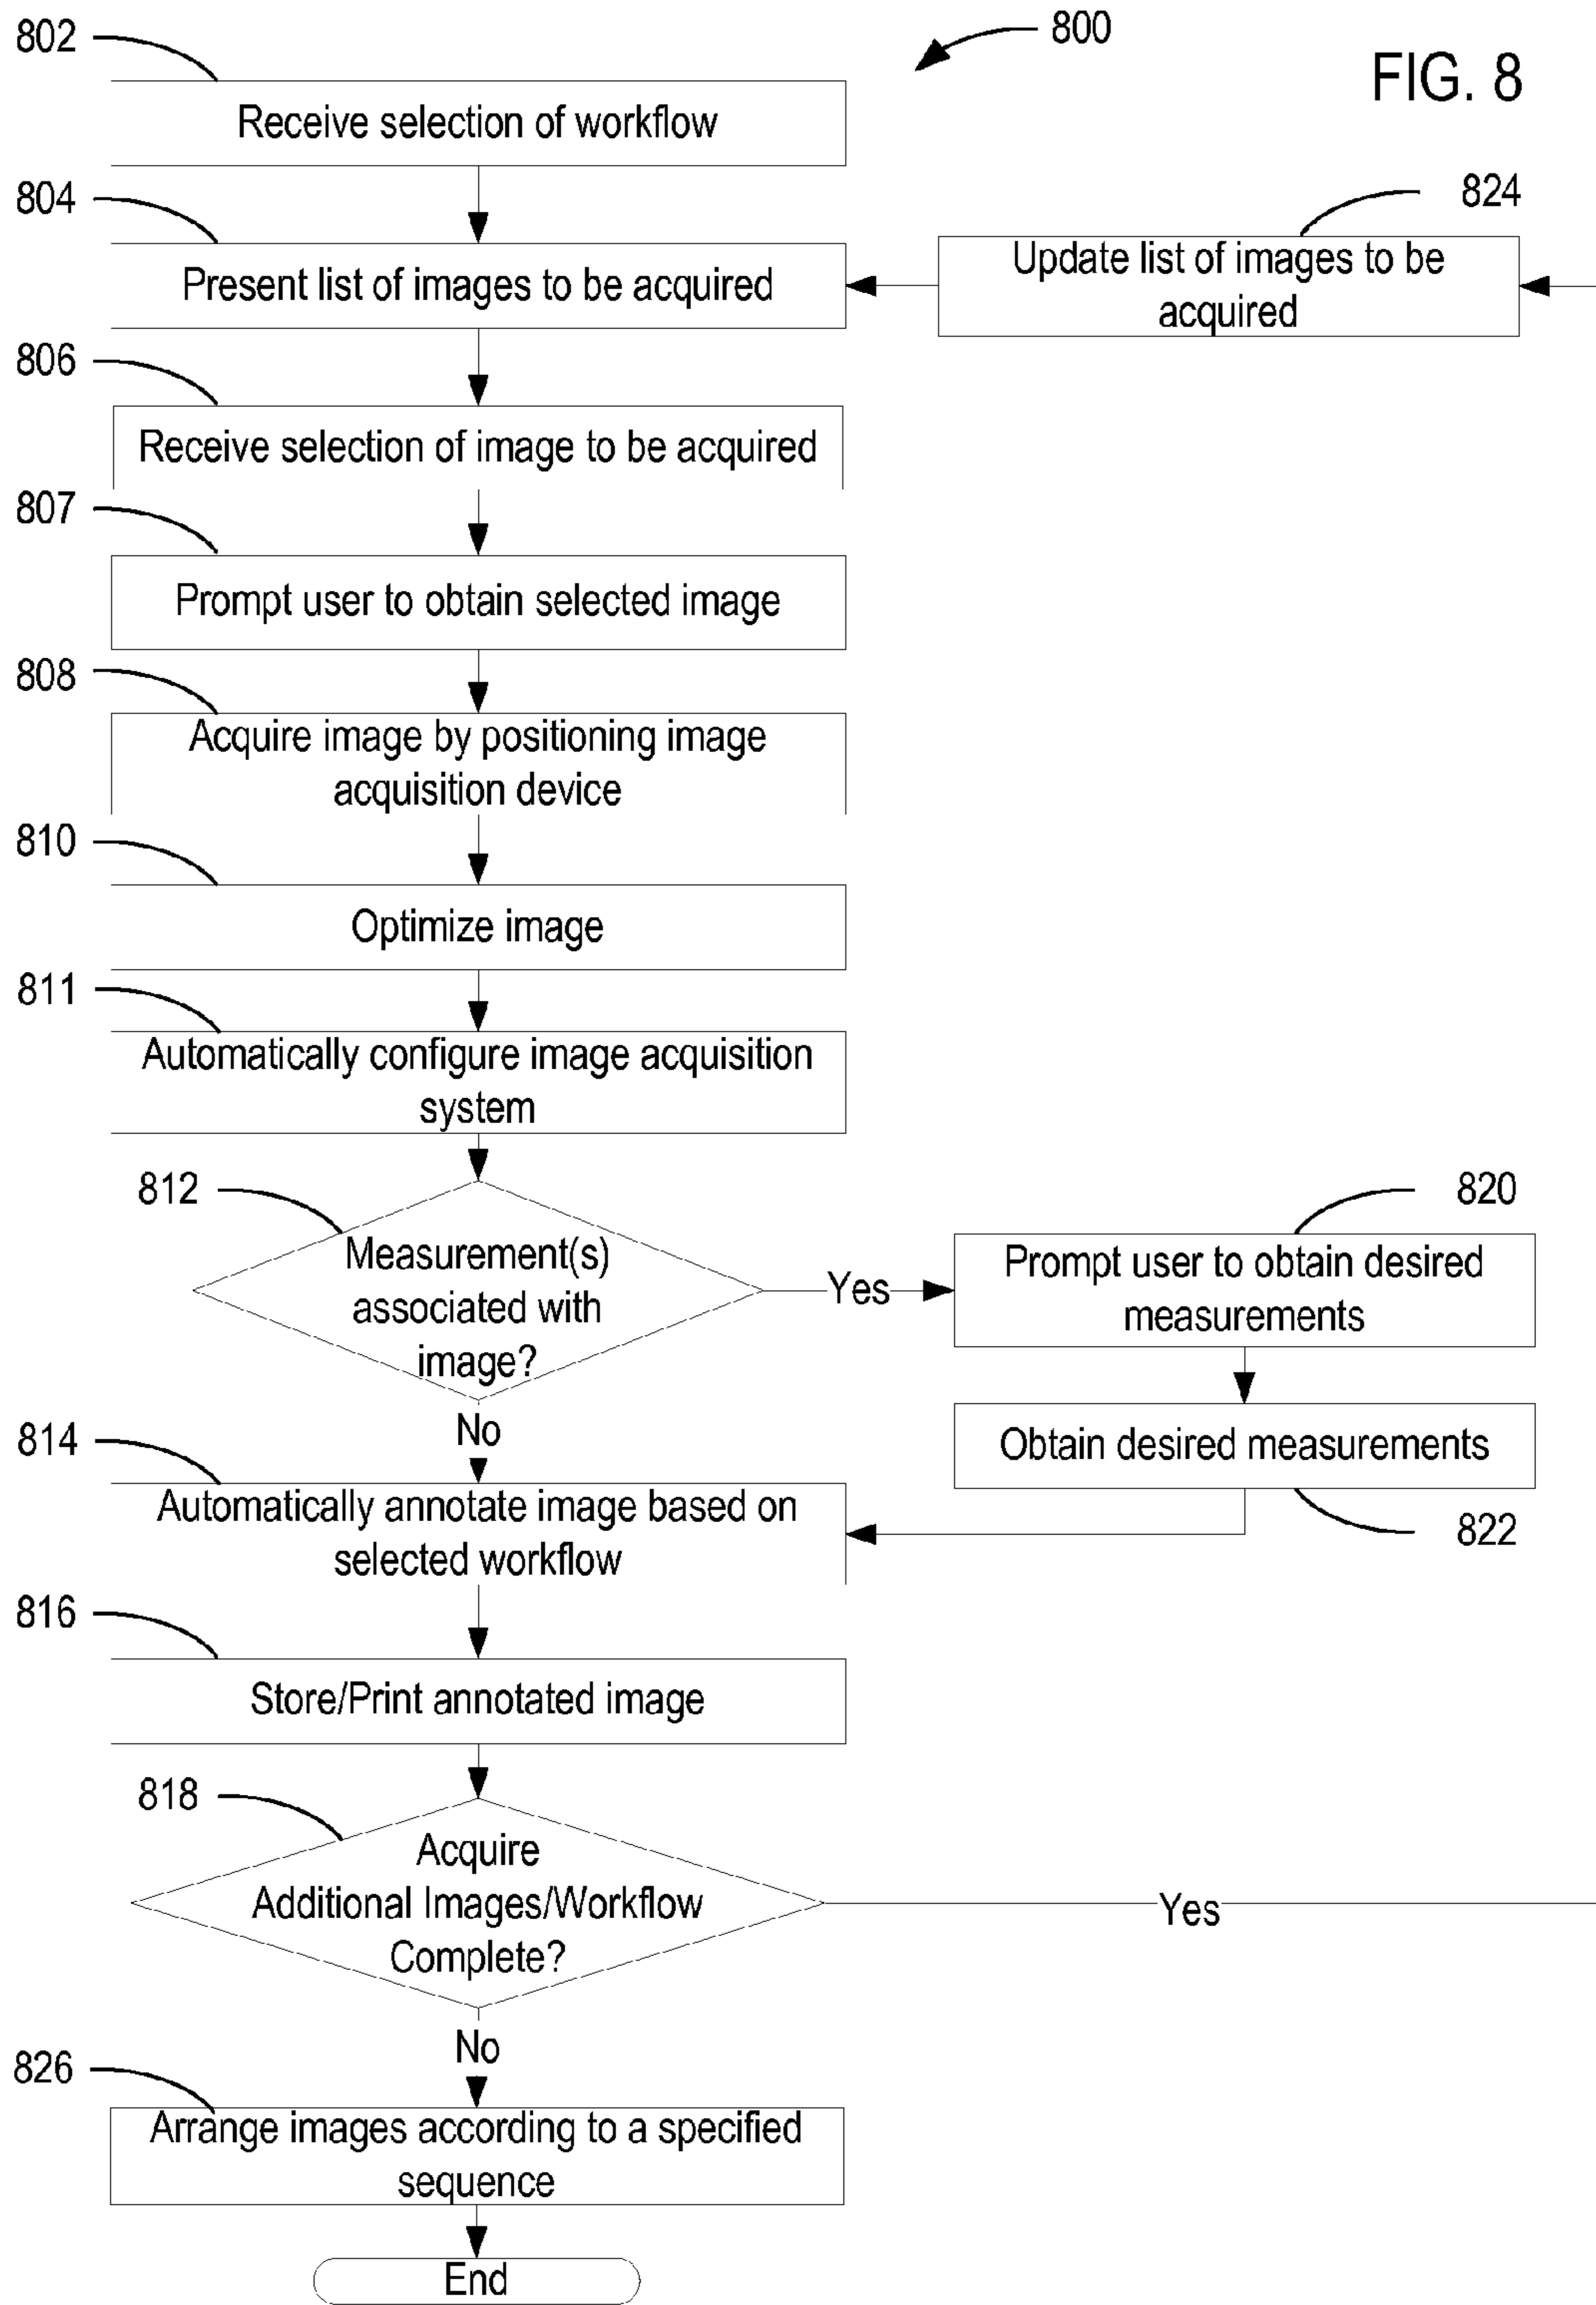 802
800
FIG. 8
Receive selection of workflow
804
824
Present list of images to be acquired
Update list of images to be
acquired
806
Receive selection of image to be acquired
807
Prompt user to obtain selected image
808
Acquire image by positioning image
acquisition device
810
Optimize image
811
Automatically configure image acquisition
system
812
820
Measurement(s)
associated with
image?
Yes
Prompt user to obtain desired
measurements
No
Obtain desired measurements
822
814
Automatically annotate image based on
selected workflow
816
Store/Print annotated image
818
Acquire
Additional Images/Workflow
Complete?
Yes
No
826
Arrange images according to a specified
sequence
End